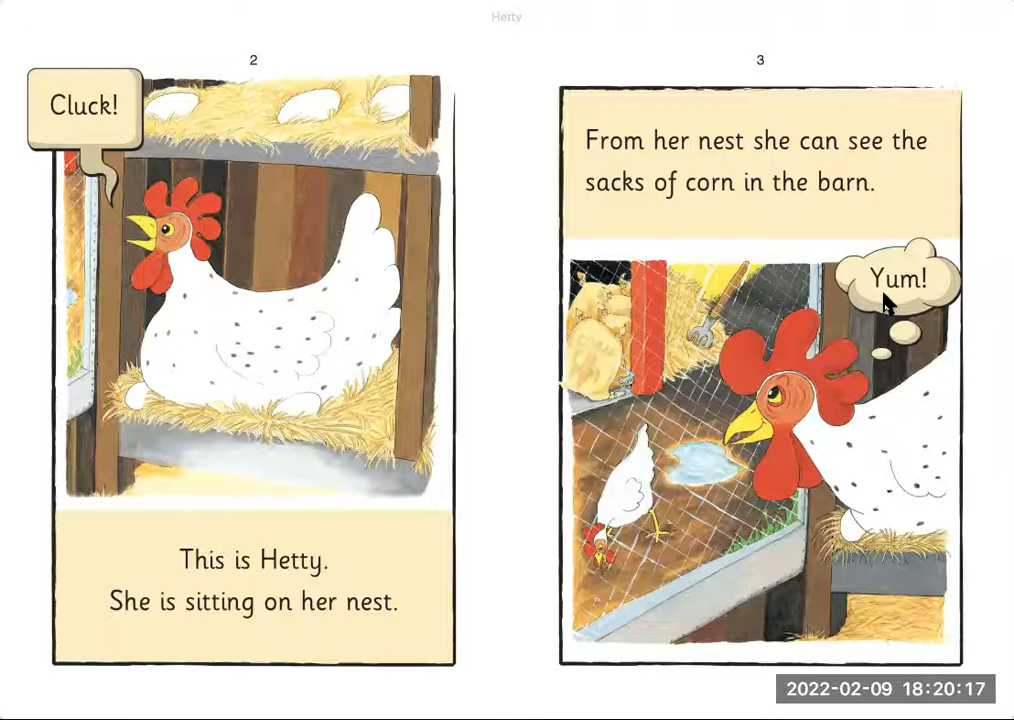 Hetty
2
Cluck!
This is Hetty.
She is sitting on her nest.
3
From her nest she can see the
sacks of corn in the barn.
Yum!
2022-02-09 18:20:17